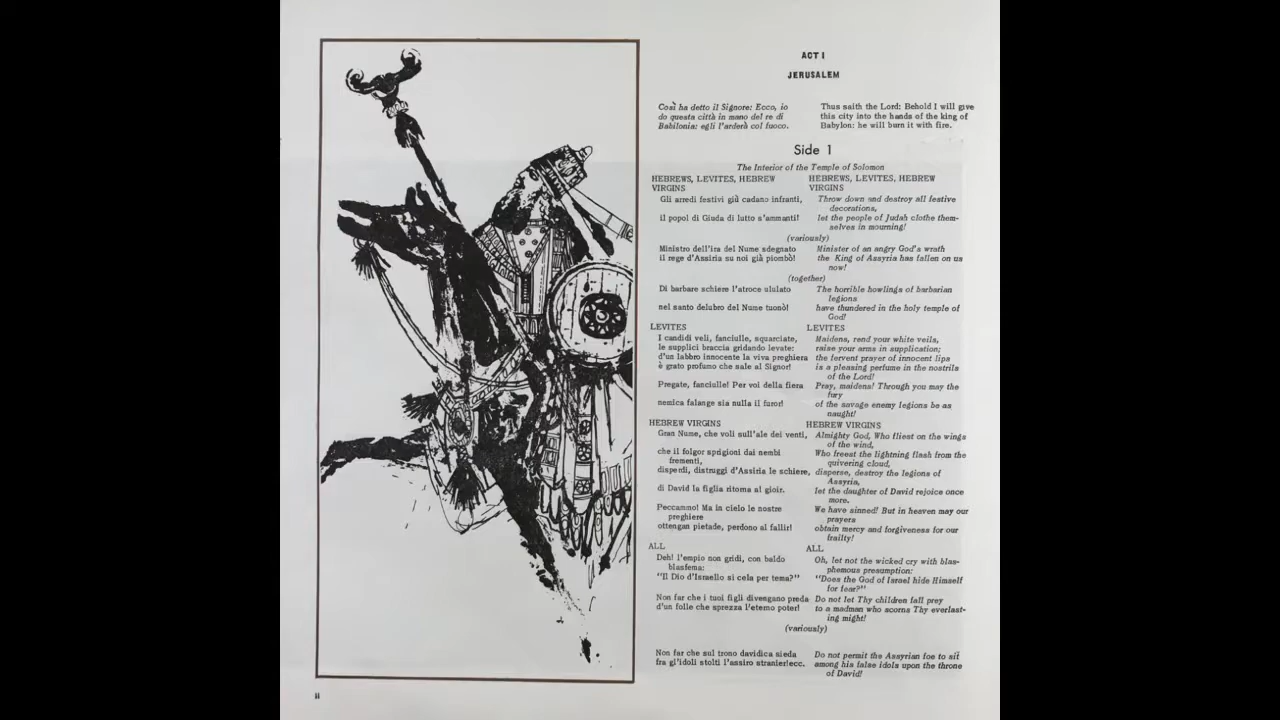 ACT I
JERUSALEM
Così ha detto il Signore: Ecco, io
do questa città in mano del re di
Babilonia: egli l'arderà col fuoco.
Thus saith the Lord: Behold I will give
this city into the hands of the king of
Babylon: he will burn it with fire.
Side 1
The Interior of the Temple of Solomon
HEBREWS, LEVITES, HEBREW
VIRGINS
Gli arredi festivi giù cadano infranti,
il popol di Giuda di lutto s'ammanti!
HEBREWS, LEVITES, HEBREW
VIRGINS
Throw down and destroy all festive
decorations,
let the people of Judah clothe them-
selves in mourning!
(variously)
Ministro dell'ira del Nume sdegnato
il rege d'Assiria su noi già piombò!
Minister of an angry God's wrath
the King of Assyria has fallen on us
now!
(together)
Di barbare schiere l'atroce ululato
nel santo delubro del Nume tuonò!
The horrible howlings of barbarian
legions
have thundered in the holy temple of
God!
LEVITES
I candidi veli, fanciulle, squarciate,
le supplici braccia gridando levate:
d'un labbro innocente la viva preghiera
è grato profumo che sale al Signor!
Pregate, fanciulle! Per voi della fiera
nemica falange sia nulla il furor!
LEVITES
Maidens, rend your white veils,
raise your arms in supplication;
the fervent prayer of innocent lips
is a pleasing perfume in the nostrils
of the Lord!
Pray, maidens! Through you may the
fury
of the savage enemy legions be as
naught!
HEBREW VIRGINS
Gran Nume, che voli sull'ale dei venti,
che il folgor sprigioni dai nembi
frementi,
disperdi, distruggi d'Assiria le schiere,
di David la figlia ritorna al gioir.
Peccammo! Ma in cielo le nostre
preghiere
ottengan pietade, perdono al fallir!
HEBREW VIRGINS
Almighty God, Who fliest on the wings
of the wind,
Who freest the lightning flash from the
quivering cloud,
disperse, destroy the legions of
Assyria,
let the daughter of David rejoice once
more.
We have sinned! But in heaven may our
prayers
obtain mercy and forgiveness for our
frailty!
ALL
Deh! l'empio non gridi, con baldo
blasfema:
"Il Dio d'Israello si cela per tema?"
Non far che i tuoi figli divengano preda
d'un folle che sprezza l'eterno poter!
ALL
Oh, let not the wicked cry with blas-
phemous presumption:
"Does the God of Israel hide Himself
for fear?"
Do not let Thy children fall prey
to a madman who scorns Thy everlast-
ing might!
(variously)
Non far che sul trono davidico sieda
fra gl'idoli stolti l'assiro stranier!ecc.
Do not permit the Assyrian foe to sit
among his false idols upon the throne
of David!
ii